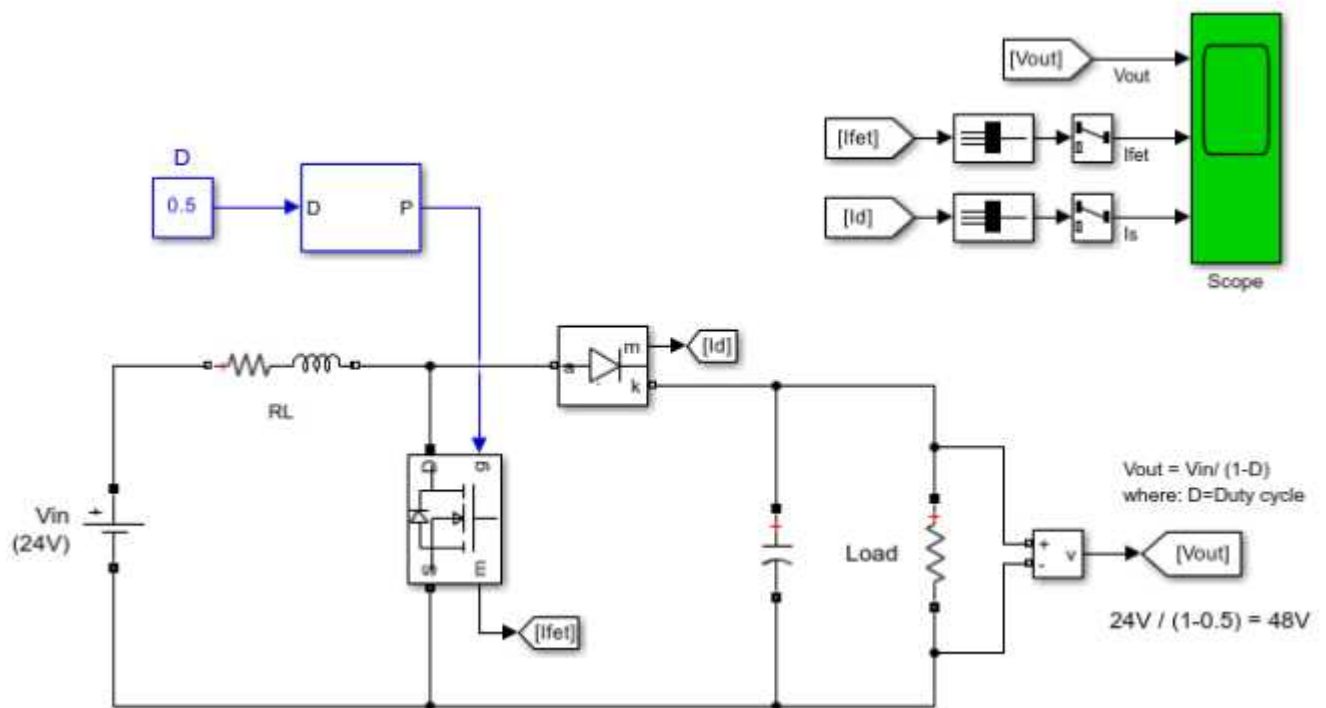 [Vout]
Vout
[Ifet]
Ifet
D
0.5
D
P
[Id]
Is
Scope
m
[Id]
a
k
RL
D
g
Vout = Vin/ (1-D)
where: D=Duty cycle
+
Vin
(24V)
+
-
v
[Vout]
Load
s
m
24V / (1-0.5) = 48V
[Ifet]